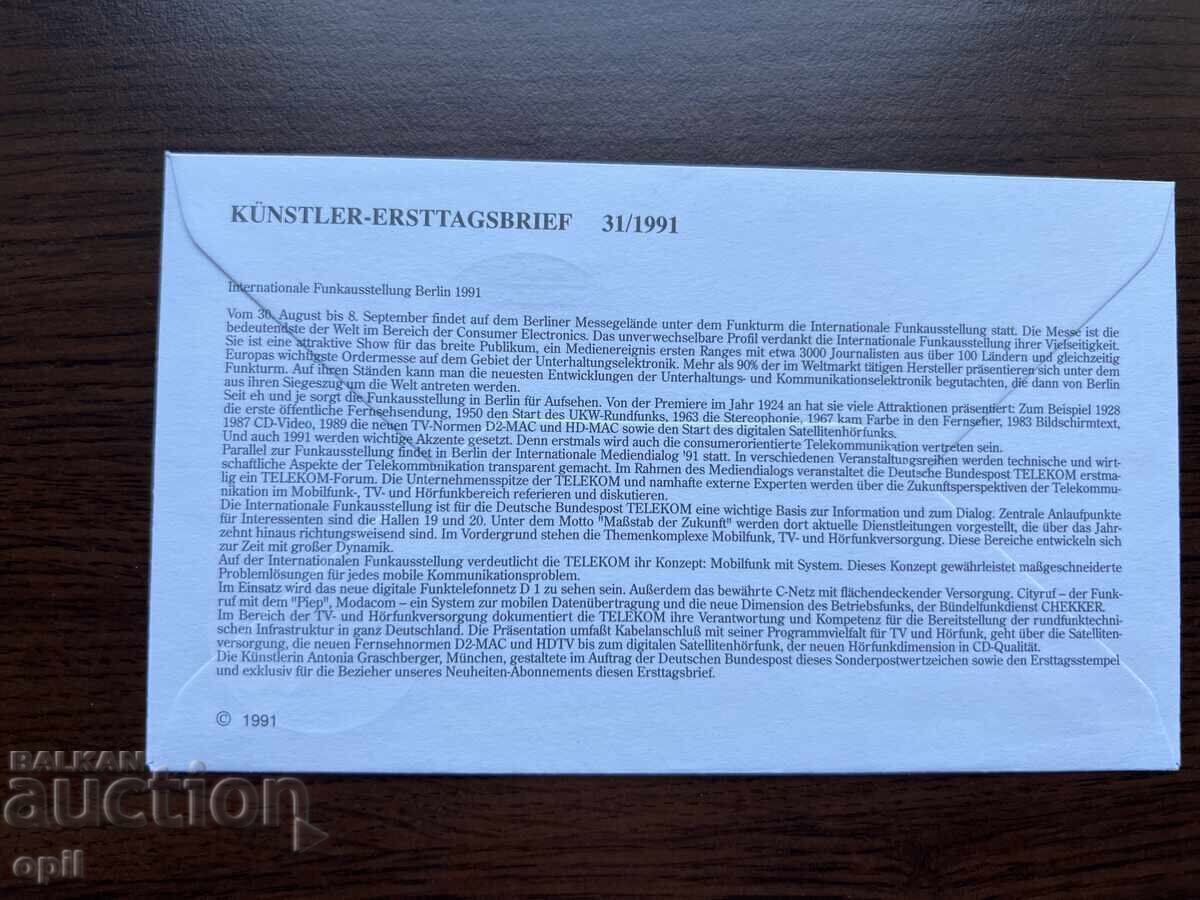 KÜNSTLER-ERSTTAGSBRIEF 31/1991
Internationale Funkausstellung Berlin 1991
Vom 30. August bis 8. September findet auf dem Berliner Messegelände unter dem Funkturm die Internationale Funkausstellung statt. Die Messe ist die
bedeutendste der Welt im Bereich der Consumer Electronics. Das unverwechselbare Profil verdankt die Internationale Funkausstellung ihrer Vielseitigkeit.
Sie ist eine attraktive Show für das breite Publikum, ein Medienereignis ersten Ranges mit etwa 3000 Journalisten aus über 100 Ländern und gleichzeitig
Europas wichtigste Ordermesse auf dem Gebiet der Unterhaltungselektronik. Mehr als 90% der im Weltmarkt tätigen Hersteller präsentieren sich unter dem
Funkturm. Auf ihren Ständen kann man die neuesten Entwicklungen der Unterhaltungs- und Kommunikationselektronik begutachten, die dann von Berlin
aus ihren Siegeszug um die Welt antreten werden.
Seit eh und je sorgt die Funkausstellung in Berlin für Aufsehen. Von der Premiere im Jahr 1924 an hat sie viele Attraktionen präsentiert: Zum Beispiel 1928
die erste öffentliche Fernsehsendung, 1950 den Start des UKW-Rundfunks, 1963 die Stereophonie, 1967 kam Farbe in den Fernseher, 1983 Bildschirmtext,
1987 CD-Video, 1989 die neuen TV-Normen D2-MAC und HD-MAC sowie den Start des digitalen Satellitenhörfunks.
Und auch 1991 werden wichtige Akzente gesetzt. Denn erstmals wird auch die consumerorientierte Telekommunikation vertreten sein.
Parallel zur Funkausstellung findet in Berlin der Internationale Mediendialog '91 statt. In verschiedenen Veranstaltungsreihen werden technische und wirt-
schaftliche Aspekte der Telekommunikation transparent gemacht. Im Rahmen des Mediendialogs veranstaltet die Deutsche Bundespost TELEKOM erstma-
lig ein TELEKOM-Forum. Die Unternehmensspitze der TELEKOM und namhafte externe Experten werden über die Zukunftsperspektiven der Telekommu-
nikation im Mobilfunk-, TV- und Hörfunkbereich referieren und diskutieren.
Die Internationale Funkausstellung ist für die Deutsche Bundespost TELEKOM eine wichtige Basis zur Information und zum Dialog. Zentrale Anlaufpunkte
für Interessenten sind die Hallen 19 und 20. Unter dem Motto "Maßstab der Zukunft" werden dort aktuelle Dienstleitungen vorgestellt, die über das Jahr-
zehnt hinaus richtungsweisend sind. Im Vordergrund stehen die Themenkomplexe Mobilfunk, TV- und Hörfunkversorgung. Diese Bereiche entwickeln sich
zur Zeit mit großer Dynamik.
Auf der Internationalen Funkausstellung verdeutlicht die TELEKOM ihr Konzept: Mobilfunk mit System. Dieses Konzept gewährleistet maßgeschneiderte
Problemlösungen für jedes mobile Kommunikationsproblem.
Im Einsatz wird das neue digitale Funktelefonnetz D 1 zu sehen sein. Außerdem das bewährte C-Netz mit flächendeckender Versorgung. Cityruf - der Funk-
ruf mit dem "Piep", Modacom – ein System zur mobilen Datenübertragung und die neue Dimension des Betriebsfunks, der Bündelfunkdienst CHEKKER.
Im Bereich der TV- und Hörfunkversorgung dokumentiert die TELEKOM ihre Verantwortung und Kompetenz für die Bereitstellung der rundfunktechni-
schen Infrastruktur in ganz Deutschland. Die Präsentation umfaßt Kabelanschluß mit seiner Programmvielfalt für TV und Hörfunk, geht über die Satelliten-
versorgung, die neuen Fernsehnormen D2-MAC und HDTV bis zum digitalen Satellitenhörfunk, der neuen Hörfunkdimension in CD-Qualität.
Die Künstlerin Antonia Graschberger, München, gestaltete im Auftrag der Deutschen Bundespost dieses Sonderpostwertzeichen sowie den Ersttagsstempel
und exklusiv für die Bezieher unseres Neuheiten-Abonnements diesen Ersttagsbrief.
© 1991
BALKAN
auction
opil